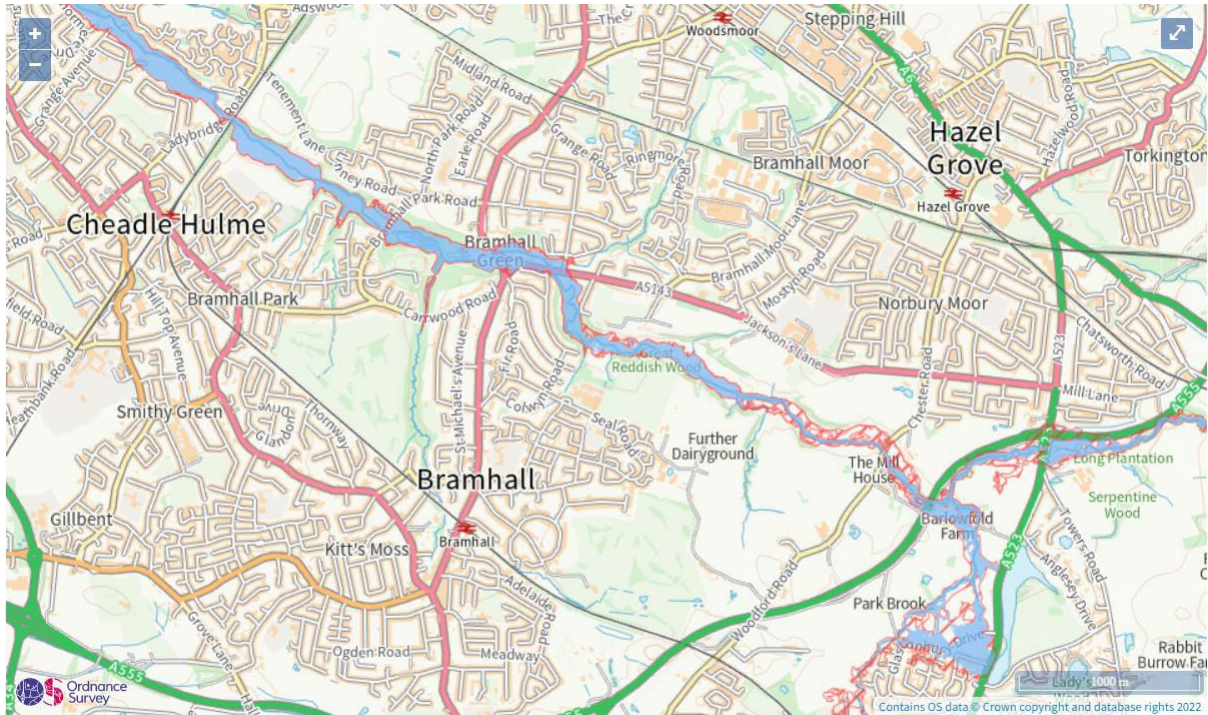 +
−
Grange Avenue
Ladybridge Road
Tenement Lane
Midland Road
North Park Road
Earle Road
Grange Road
Ringmore
Road
Woodsmoor
Stepping Hill
Hazel
Grove
Hazelwood Road
Torkington
Bramhall Moor
Hazel Grove
Park Road
Cheadle Hulme
Bramhall
Green
Bramhall Park
Carrwood Road
A5143
Bramhall Moor Lane
Mostyn Road
Norbury Moor
Jackson's Lane
Chester Road
A523
Chatsworth Road
Mill Lane
A555
Hill Top Avenue
Heathbank Road
Great
Reddish Wood
Fir Road
St Michael's Avenue
Smithy Green
Thornway
Seal Road
Further
Dairyground
The Mill
House
Long Plantation
Serpentine
Wood
Bramhall
Barlowfold
Farm
Gillbent
Kitt's Moss
Bramhall
A523
Towers Road
Anglesey Drive
Adelaide Road
Woodford Road
Park Brook
Grove Lane
Ogden Road
Meadway
Rabbit
A555
A34
Ordnance
Survey
1000 m
Contains OS data © Crown copyright and database rights 2022